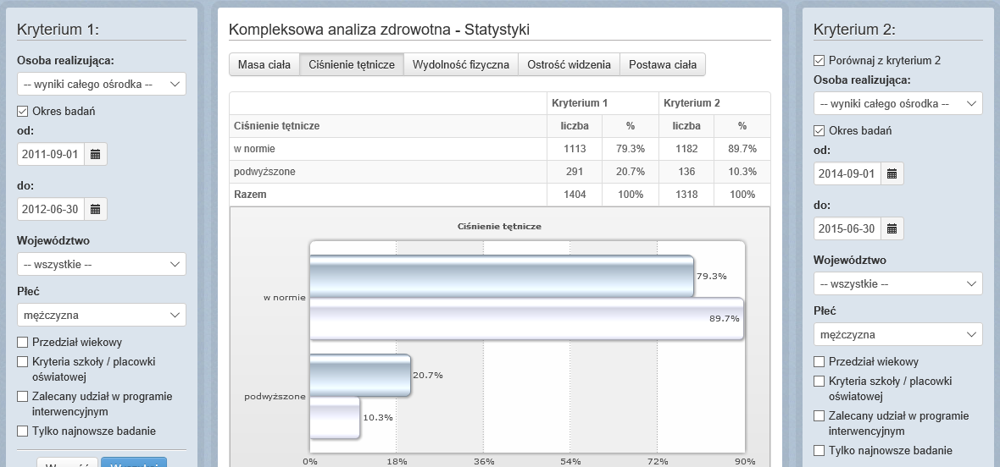 Kryterium 1:
Osoba realizująca:
-- wyniki całego ośrodka --
Okres badań
od:
2011-09-01
do:
2012-06-30
Województwo
-- wszystkie --
Płeć
mężczyzna
Przedział wiekowy
Kryteria szkoły / placowki
oświatowej
Zalecany udział w programie
interwencyjnym
Tylko najnowsze badanie
Kompleksowa analiza zdrowotna - Statystyki
Masa ciała Ciśnienie tętnicze Wydolność fizyczna Ostrość widzenia Postawa ciała
Kryterium 1 Kryterium 2
Ciśnienie tętnicze liczba % liczba %
w normie 1113 79.3% 1182 89.7%
podwyższone 291 20.7% 136 10.3%
Razem 1404 100% 1318 100%
Ciśnienie tętnicze
79.3%
w normie
89.7%
20.7%
podwyższone
10.3%
0% 18% 36% 54% 72% 90%
Kryterium 2:
Porównaj z kryterium 2
Osoba realizująca:
-- wyniki całego ośrodka --
Okres badań
od:
2014-09-01
do:
2015-06-30
Województwo
-- wszystkie --
Płeć
mężczyzna
Przedział wiekowy
Kryteria szkoły / placowki
oświatowej
Zalecany udział w programie
interwencyjnym
Tylko najnowsze badanie